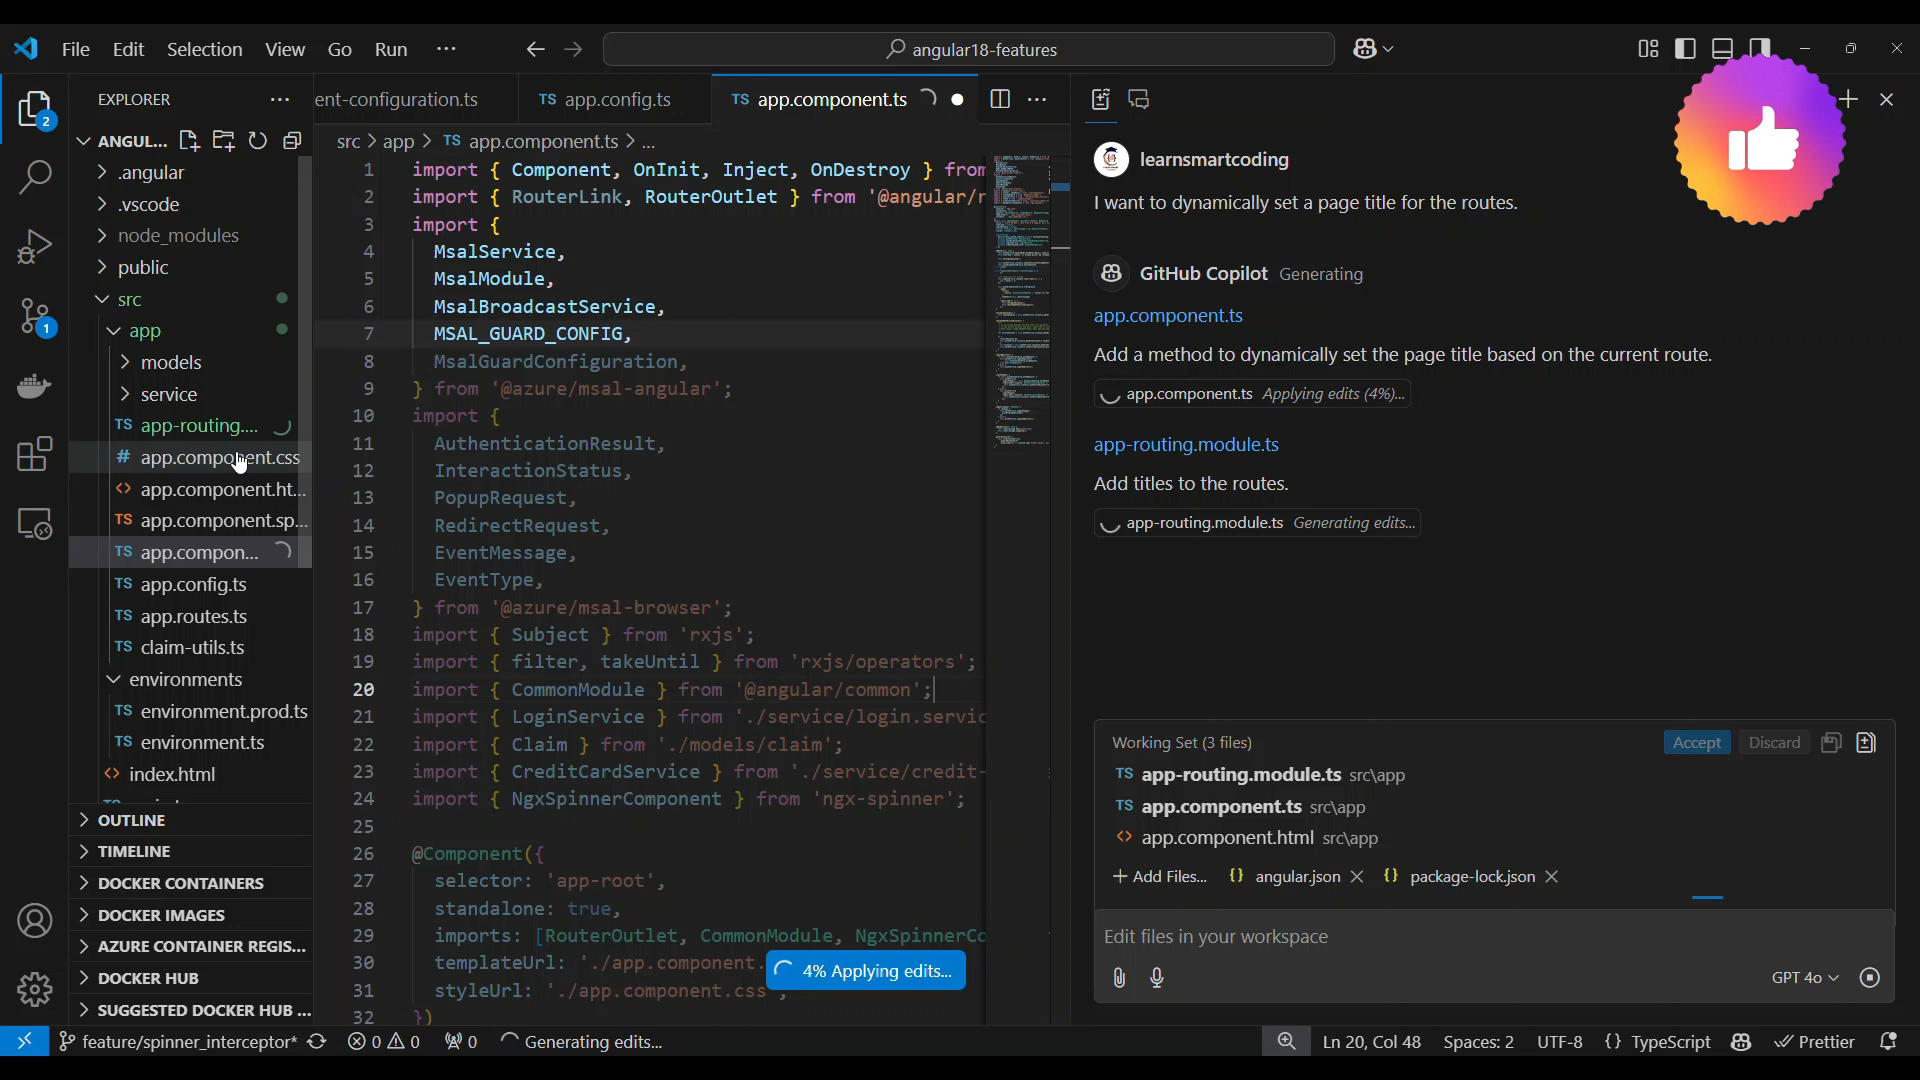 File Edit Selection View Go Run ...
angular18-features
EXPLORER
ANGUL...
.angular
.vscode
node_modules
public
src
app
models
service
TS app-routing....
# app.component.css
<> app.component.ht...
TS app.component.sp...
TS app.compon...
TS app.config.ts
TS app.routes.ts
TS claim-utils.ts
environments
TS environment.prod.ts
TS environment.ts
<> index.html
OUTLINE
TIMELINE
DOCKER CONTAINERS
DOCKER IMAGES
AZURE CONTAINER REGIS...
DOCKER HUB
SUGGESTED DOCKER HUB ...
2
1
ent-configuration.ts
TS app.config.ts
TS app.component.ts
src > app > TS app.component.ts > ...
1 import { Component, OnInit, Inject, OnDestroy } from
2 import { RouterLink, RouterOutlet } from '@angular/r
3 import {
4 MsalService,
5 MsalModule,
6 MsalBroadcastService,
7 MSAL_GUARD_CONFIG,
8 MsalGuardConfiguration,
9 } from '@azure/msal-angular';
10 import {
11 AuthenticationResult,
12 InteractionStatus,
13 PopupRequest,
14 RedirectRequest,
15 EventMessage,
16 EventType,
17 } from '@azure/msal-browser';
18 import { Subject } from 'rxjs';
19 import { filter, takeUntil } from 'rxjs/operators';
20 import { CommonModule } from '@angular/common';
21 import { LoginService } from './service/login.servic
22 import { Claim } from './models/claim';
23 import { CreditCardService } from './service/credit-
24 import { NgxSpinnerComponent } from 'ngx-spinner';
25
26 @Component({
27 selector: 'app-root',
28 standalone: true,
29 imports: [RouterOutlet, CommonModule, NgxSpinnerCo
30 templateUrl: './app.component.
31 styleUrl: './app.component.css',
32 })
4% Applying edits...
learnsmartcoding
I want to dynamically set a page title for the routes.
GitHub Copilot Generating
app.component.ts
Add a method to dynamically set the page title based on the current route.
app.component.ts Applying edits (4%)...
app-routing.module.ts
Add titles to the routes.
app-routing.module.ts Generating edits...
Working Set (3 files) Accept Discard
TS app-routing.module.ts src\app
TS app.component.ts src\app
<> app.component.html src\app
+ Add Files... {} angular.json {} package-lock.json
Edit files in your workspace
GPT 4o
feature/spinner_interceptor* 0 0 0 Generating edits... Ln 20, Col 48 Spaces: 2 UTF-8 {} TypeScript Prettier